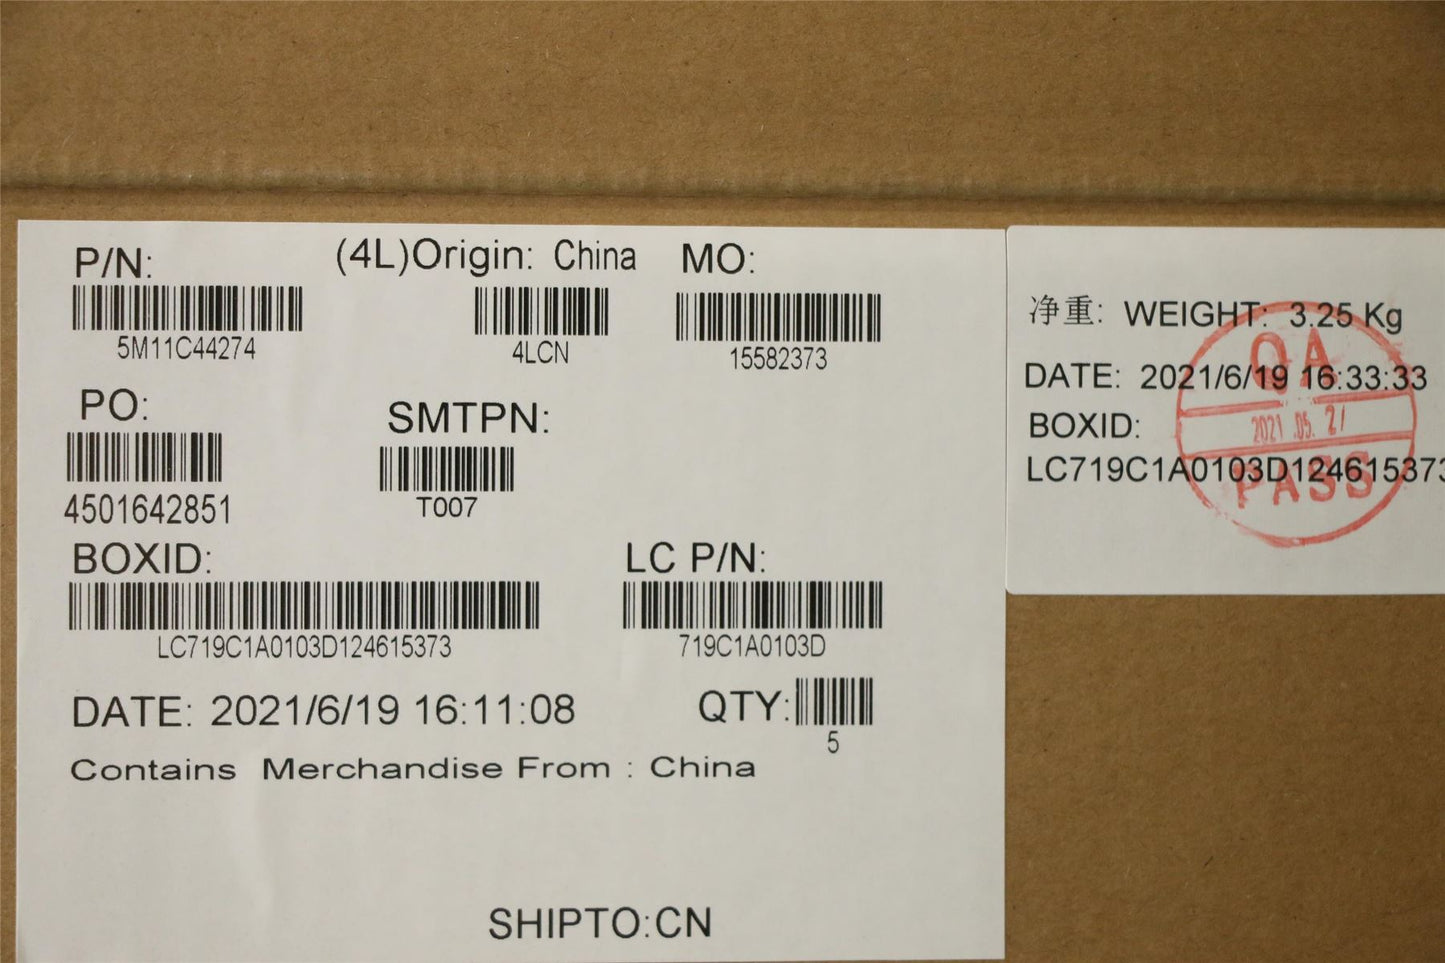 P/N: (4L)Origin: China MO:
5M11C44274 4LCN 15582373
PO: SMTPN:
4501642851 T007
BOXID: LC P/N:
LC719C1A0103D124615373 719C1A0103D
DATE: 2021/6/19 16:11:08 QTY:
5
Contains Merchandise From : China
SHIPTO:CN
净重: WEIGHT: 3.25 Kg
DATE: 2021/6/19 16:33:33
BOXID:
LC719C1A0103D124615373
QA
2021 .05. 27
PASS